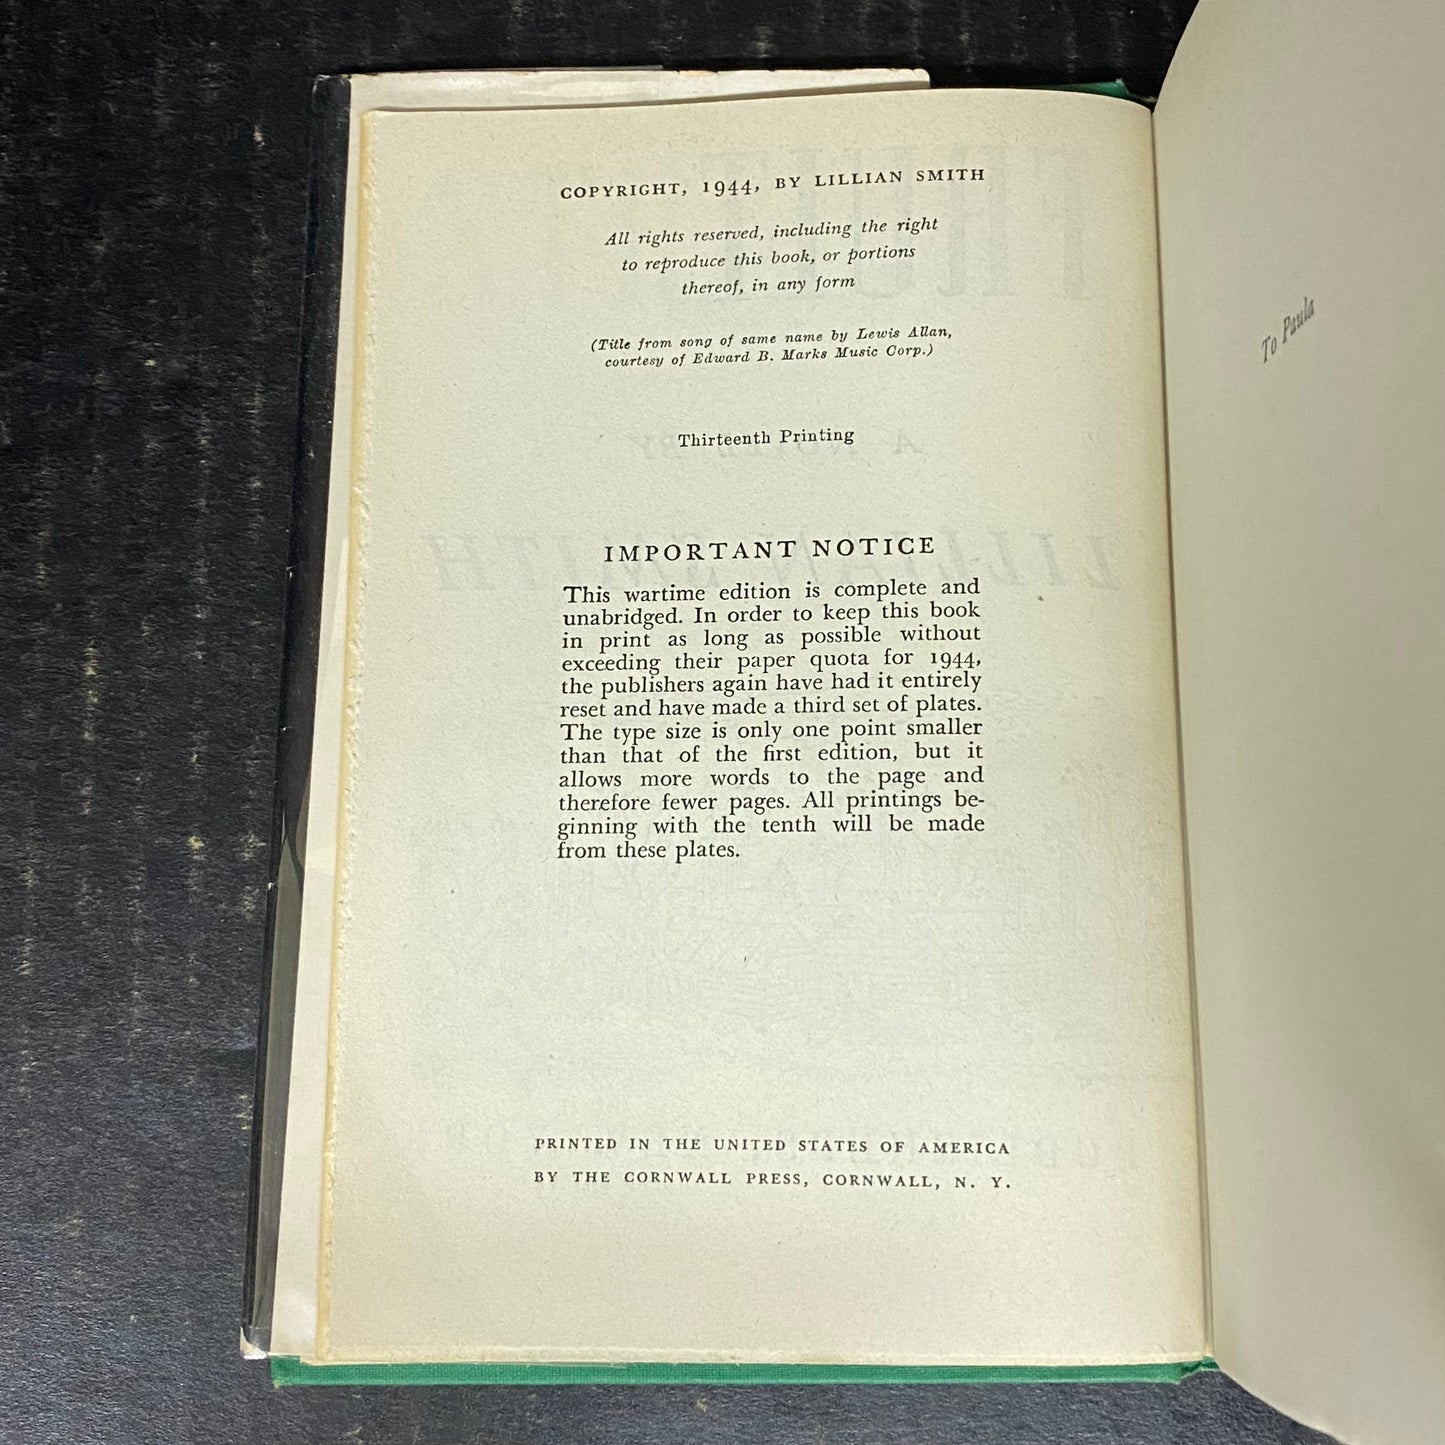 COPYRIGHT, 1944, BY LILLIAN SMITH
All rights reserved, including the right
to reproduce this book, or portions
thereof, in any form
(Title from song of same name by Lewis Allan,
courtesy of Edward B. Marks Music Corp.)
Thirteenth Printing
IMPORTANT NOTICE
This wartime edition is complete and
unabridged. In order to keep this book
in print as long as possible without
exceeding their paper quota for 1944,
the publishers again have had it entirely
reset and have made a third set of plates.
The type size is only one point smaller
than that of the first edition, but it
allows more words to the page and
therefore fewer pages. All printings be-
ginning with the tenth will be made
from these plates.
PRINTED IN THE UNITED STATES OF AMERICA
BY THE CORNWALL PRESS, CORNWALL, N. Y.
To Paula